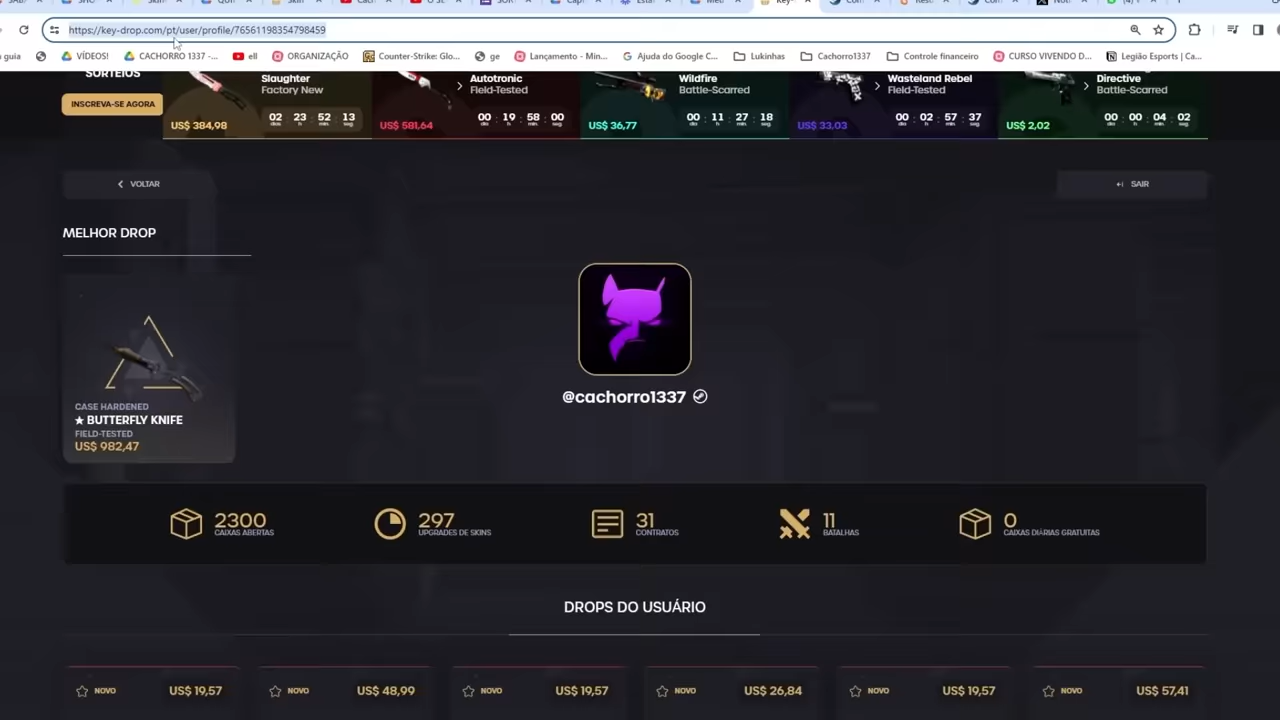 https://key-drop.com/pt/user/profile/76561198354798459
guia
VÍDEOS!
CACHORRO 1337 -...
ell
ORGANIZAÇÃO
Counter-Strike: Glo...
ge
Lançamento - Min...
Ajuda do Google C...
Lukinhas
Cachorro1337
Controle financeiro
CURSO VIVENDO D...
Legião Esports | Ca...
SORTEIOS
INSCREVA-SE AGORA
Slaughter
Factory New
US$ 384,98
02 : 23 : 52 : 13
Autotronic
Field-Tested
US$ 581,64
00 : 19 : 58 : 00
Wildfire
Battle-Scarred
US$ 36,77
00 : 11 : 27 : 18
Wasteland Rebel
Field-Tested
US$ 33,03
00 : 02 : 57 : 37
Directive
Battle-Scarred
US$ 2,02
00 : 00 : 04 : 02
VOLTAR
SAIR
MELHOR DROP
CASE HARDENED
★ BUTTERFLY KNIFE
FIELD-TESTED
US$ 982,47
@cachorro1337
2300
CAIXAS ABERTAS
297
UPGRADES DE SKINS
31
CONTRATOS
11
BATALHAS
0
CAIXAS DIÁRIAS GRATUITAS
DROPS DO USUÁRIO
NOVO US$ 19,57
NOVO US$ 48,99
NOVO US$ 19,57
NOVO US$ 26,84
NOVO US$ 19,57
NOVO US$ 57,41